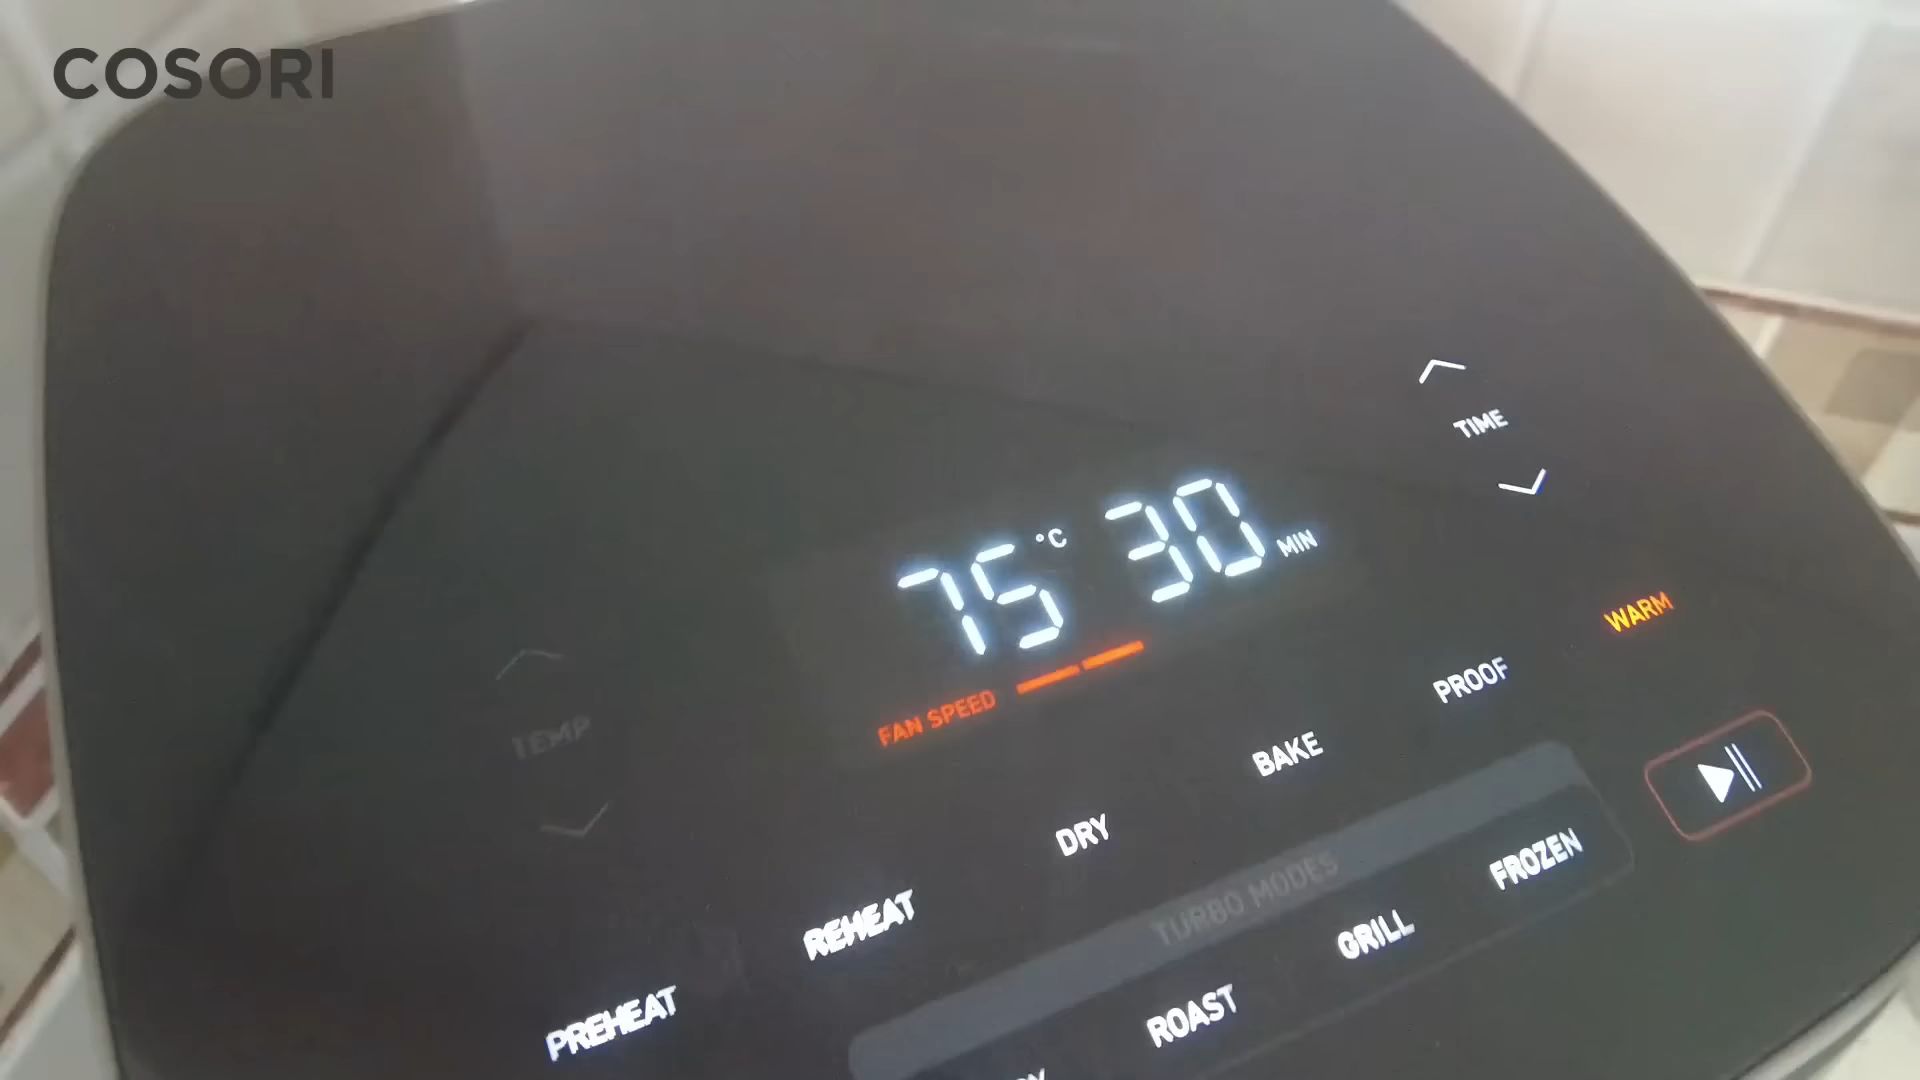 COSORI
TIME
75 °C 30 MIN
WARM
TEMP
FAN SPEED
PROOF
BAKE
DRY
REHEAT
PREHEAT
TURBO MODES
FROZEN
GRILL
ROAST